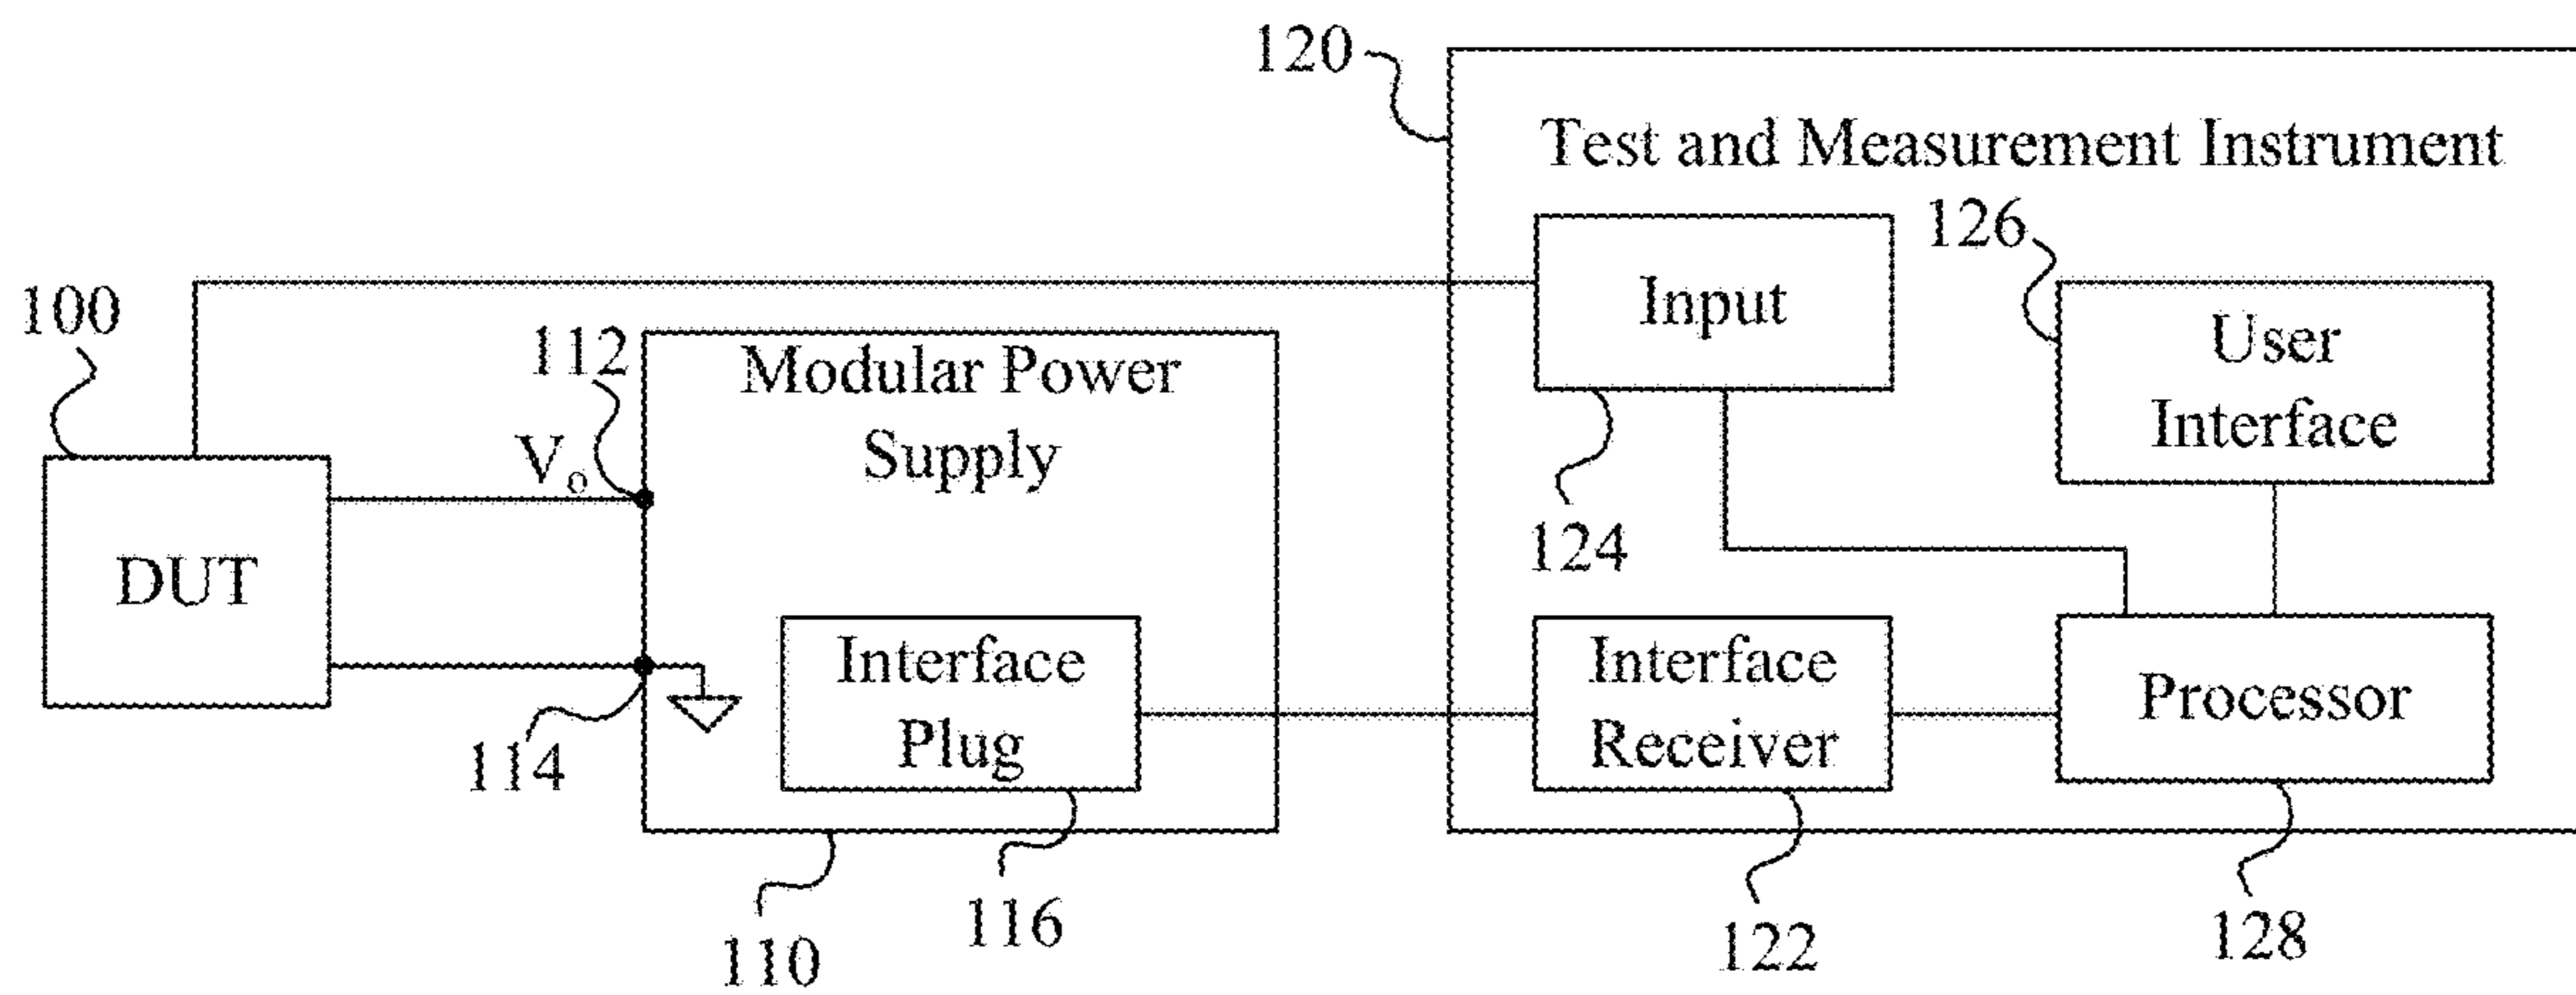 120
Test and Measurement Instrument
126
Input
User
Interface
100
112
Modular Power
Supply
Vo
124
DUT
Interface
Plug
Interface
Receiver
Processor
114
116
110
122
128